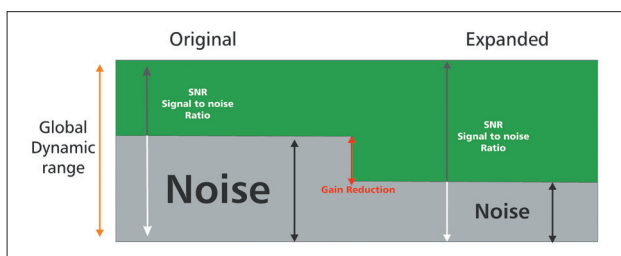 Original
Expanded
SNR
Signal to noise
Ratio
Global
Dynamic
range
SNR
Signal to noise
Ratio
Noise
Gain Reduction
Noise